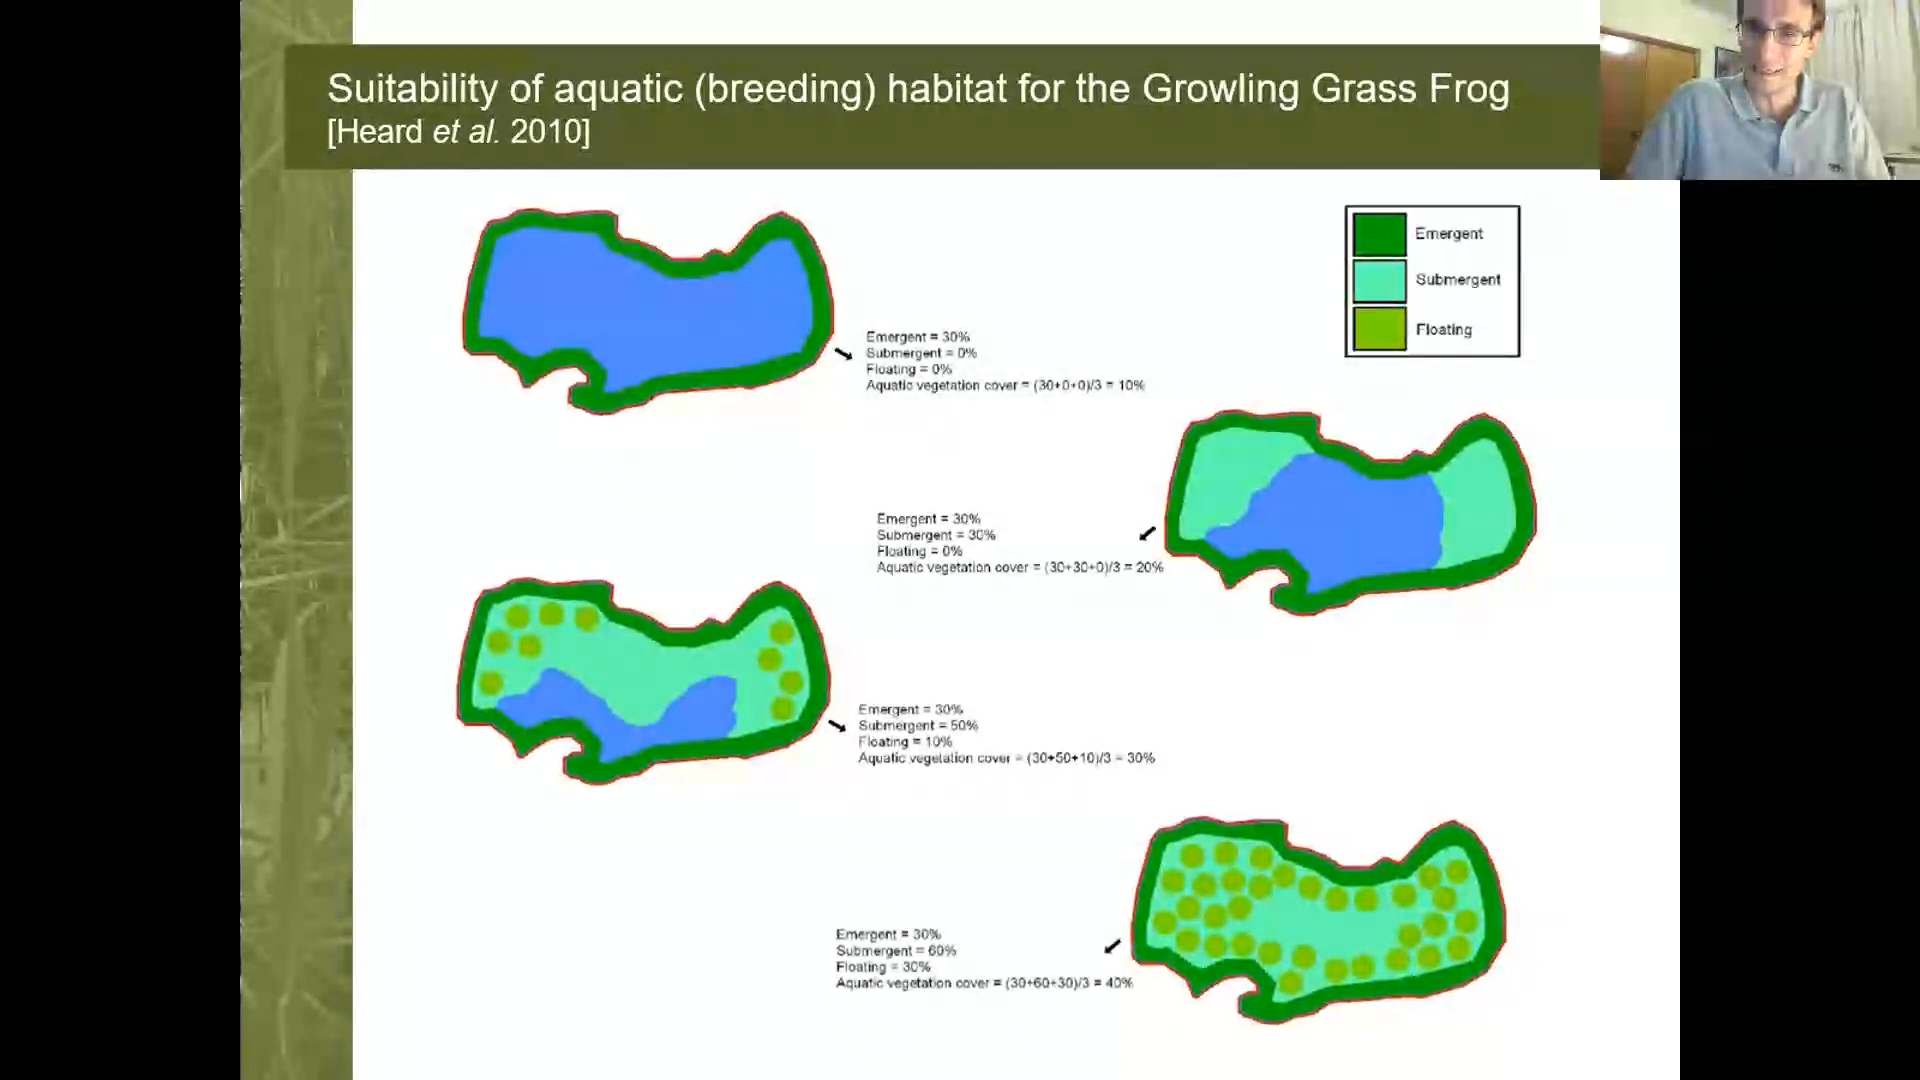 Suitability of aquatic (breeding) habitat for the Growling Grass Frog
[Heard et al. 2010]
Emergent
Submergent
Floating
Emergent = 30%
Submergent = 0%
Floating = 0%
Aquatic vegetation cover = (30+0+0)/3 = 10%
Emergent = 30%
Submergent = 30%
Floating = 0%
Aquatic vegetation cover = (30+30+0)/3 = 20%
Emergent = 30%
Submergent = 50%
Floating = 10%
Aquatic vegetation cover = (30+50+10)/3 = 30%
Emergent = 30%
Submergent = 60%
Floating = 30%
Aquatic vegetation cover = (30+60+30)/3 = 40%